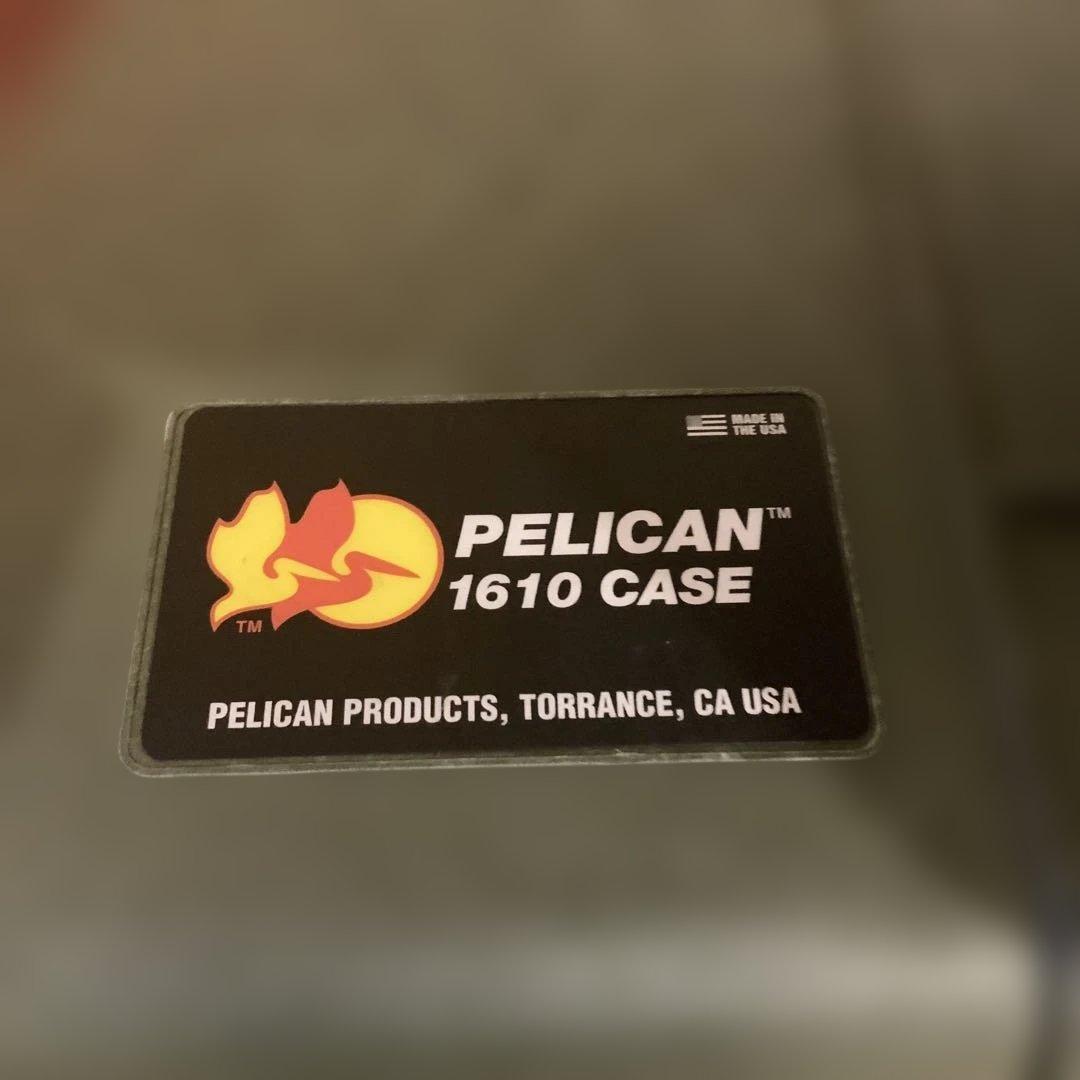 MADE IN
THE USA
PELICAN™
1610 CASE
TM
PELICAN PRODUCTS, TORRANCE, CA USA